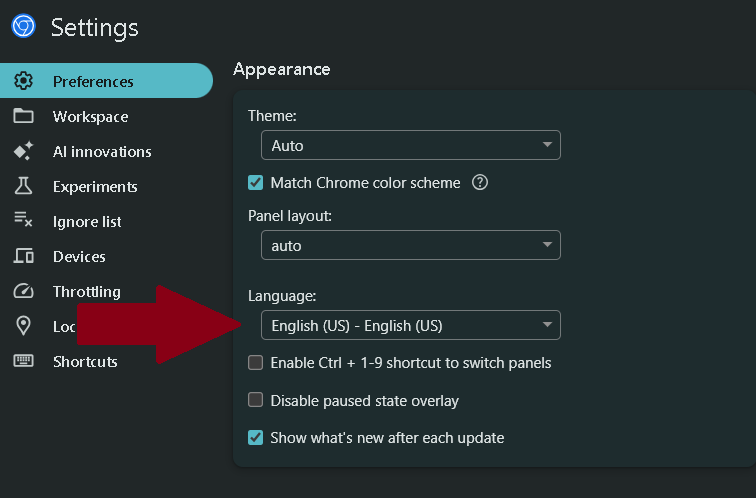 Settings
Preferences
Workspace
AI innovations
Experiments
Ignore list
Devices
Throttling
Shortcuts
Appearance
Theme:
Auto
Match Chrome color scheme
Panel layout:
auto
Language:
English (US) - English (US)
Enable Ctrl + 1-9 shortcut to switch panels
Disable paused state overlay
Show what's new after each update